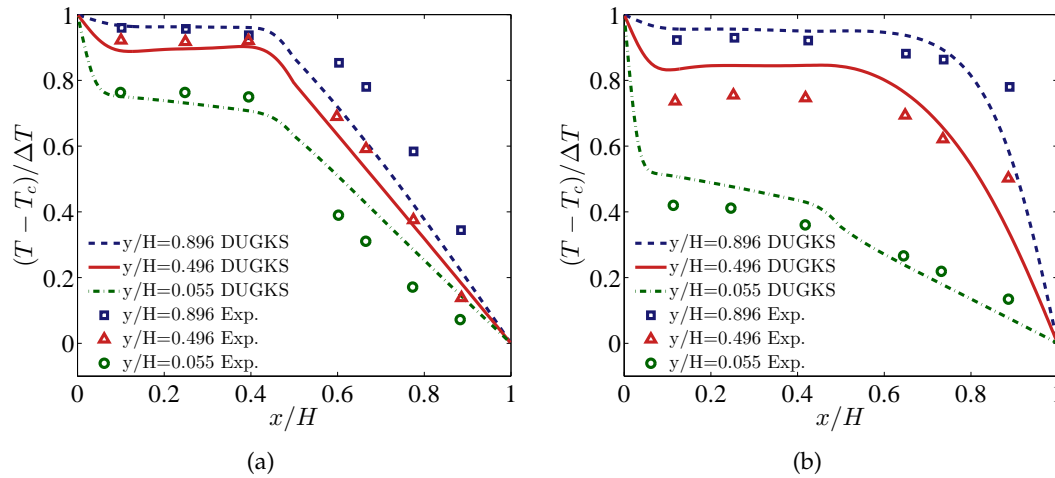 1
0.8
0.6
0.4
0.2
0
(T − T_c)/ΔT
y/H=0.896 DUGKS
y/H=0.496 DUGKS
y/H=0.055 DUGKS
y/H=0.896 Exp.
y/H=0.496 Exp.
y/H=0.055 Exp.
0 0.2 0.4 0.6 0.8 1
x/H
(a)
1
0.8
0.6
0.4
0.2
0
(T − T_c)/ΔT
y/H=0.896 DUGKS
y/H=0.496 DUGKS
y/H=0.055 DUGKS
y/H=0.896 Exp.
y/H=0.496 Exp.
y/H=0.055 Exp.
0 0.2 0.4 0.6 0.8 1
x/H
(b)